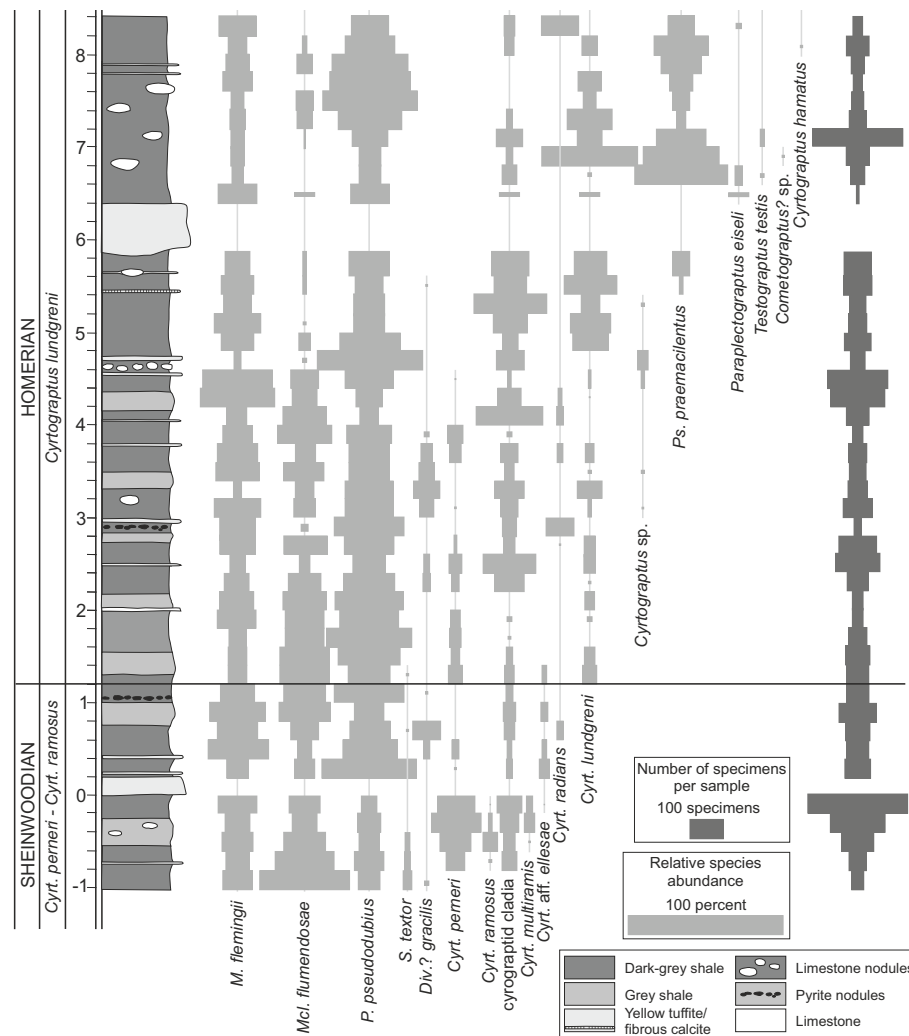 HOMERIAN
Cyrtograptus lundgreni
SHEINWOODIAN
Cyrt. perneri - Cyrt. ramosus
8
7
6
5
4
3
2
1
0
-1
M. flemingii
Mcl. flumendosae
P. pseudodubius
S. textor
Div.? gracilis
Cyrt. perneri
Cyrt. ramosus
cyrograptid cladia
Cyrt. multiramis
Cyrt. aff. ellesae
Cyrt. radians
Cyrt. lundgreni
Cyrtograptus sp.
Ps. praemacilentus
Paraplectograptus eiseli
Testograptus testis
Cometograptus? sp.
Cyrtograptus hamatus
Number of specimens
per sample
100 specimens
Relative species
abundance
100 percent
Dark-grey shale
Grey shale
Yellow tuffite/
fibrous calcite
Limestone nodules
Pyrite nodules
Limestone